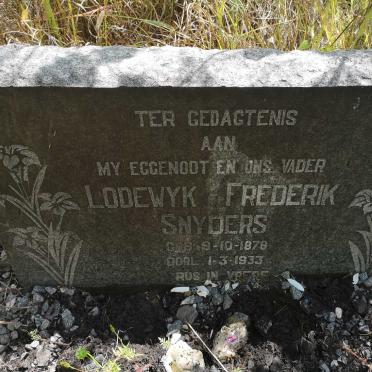 TER GEDAGTENIS
AAN
MY EGGENOOT EN ONS VADER
LODEWYK FREDERIK
SNYDERS
GEB. 9-10-1878
OORL. 1-3-1933
RUS IN VREDE